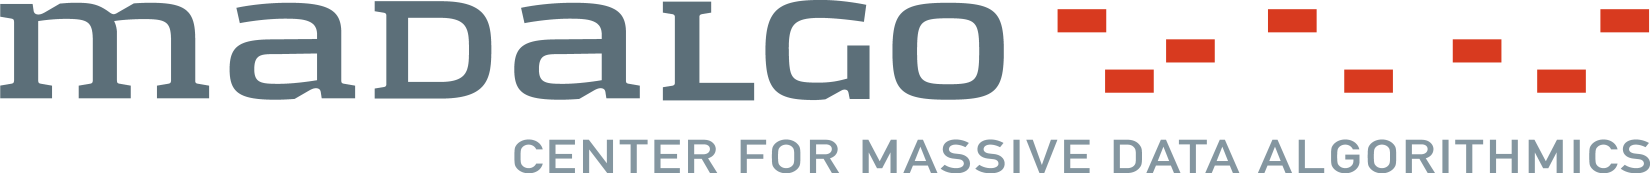 maDaLGO
CENTER FOR MASSIVE DATA ALGORITHMICS